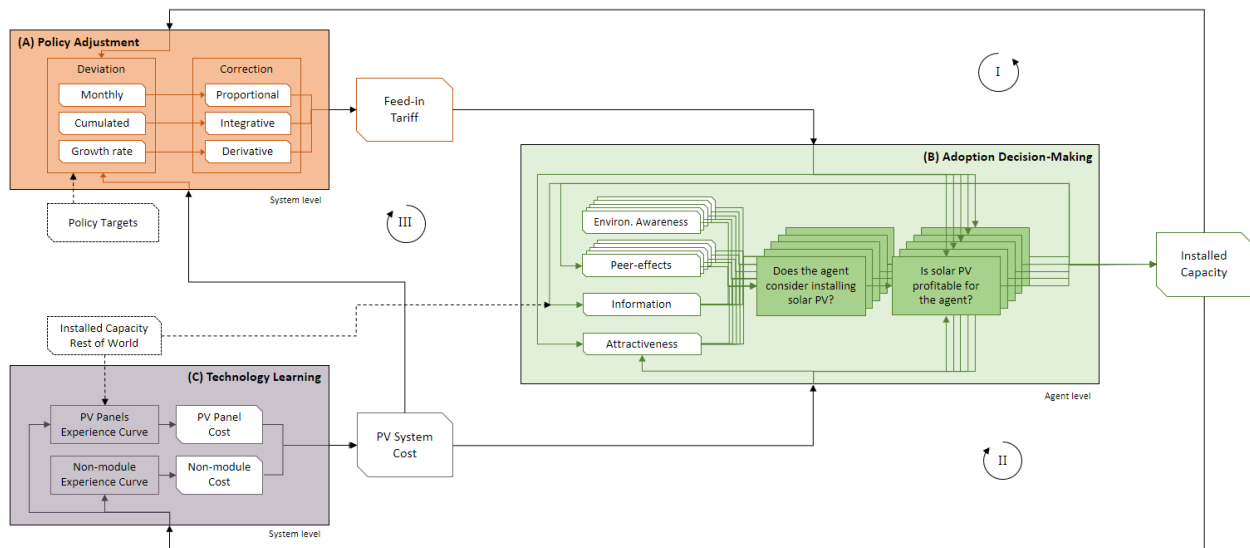 (A) Policy Adjustment
Deviation
Correction
Monthly
Proportional
Cumulated
Integrative
Growth rate
Derivative
System level
Feed-in
Tariff
Policy Targets
I
III
(B) Adoption Decision-Making
Environ. Awareness
Peer-effects
Information
Attractiveness
Does the agent
consider installing
solar PV?
Is solar PV
profitable for
the agent?
Agent level
Installed
Capacity
Installed Capacity
Rest of World
(C) Technology Learning
PV Panels
Experience Curve
PV Panel
Cost
Non-module
Experience Curve
Non-module
Cost
System level
PV System
Cost
II